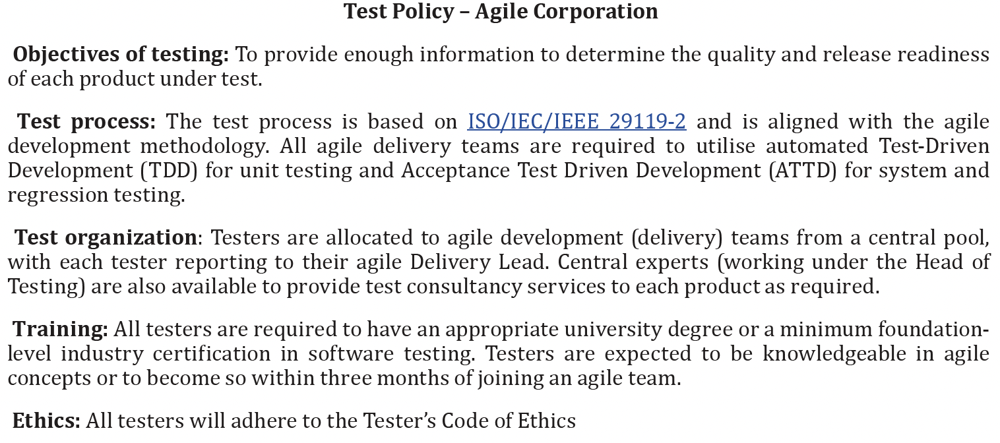 Test Policy – Agile Corporation
Objectives of testing: To provide enough information to determine the quality and release readiness
of each product under test.
Test process: The test process is based on ISO/IEC/IEEE 29119-2 and is aligned with the agile
development methodology. All agile delivery teams are required to utilise automated Test-Driven
Development (TDD) for unit testing and Acceptance Test Driven Development (ATTD) for system and
regression testing.
Test organization: Testers are allocated to agile development (delivery) teams from a central pool,
with each tester reporting to their agile Delivery Lead. Central experts (working under the Head of
Testing) are also available to provide test consultancy services to each product as required.
Training: All testers are required to have an appropriate university degree or a minimum foundation-
level industry certification in software testing. Testers are expected to be knowledgeable in agile
concepts or to become so within three months of joining an agile team.
Ethics: All testers will adhere to the Tester’s Code of Ethics